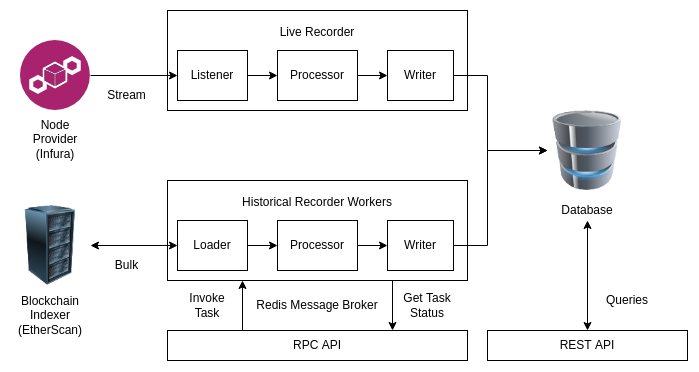 Live Recorder
Listener
Processor
Writer
Stream
Node
Provider
(Infura)
Historical Recorder Workers
Loader
Processor
Writer
Bulk
Blockchain
Indexer
(EtherScan)
Database
Invoke
Task
Redis Message Broker
Get Task
Status
Queries
RPC API
REST API